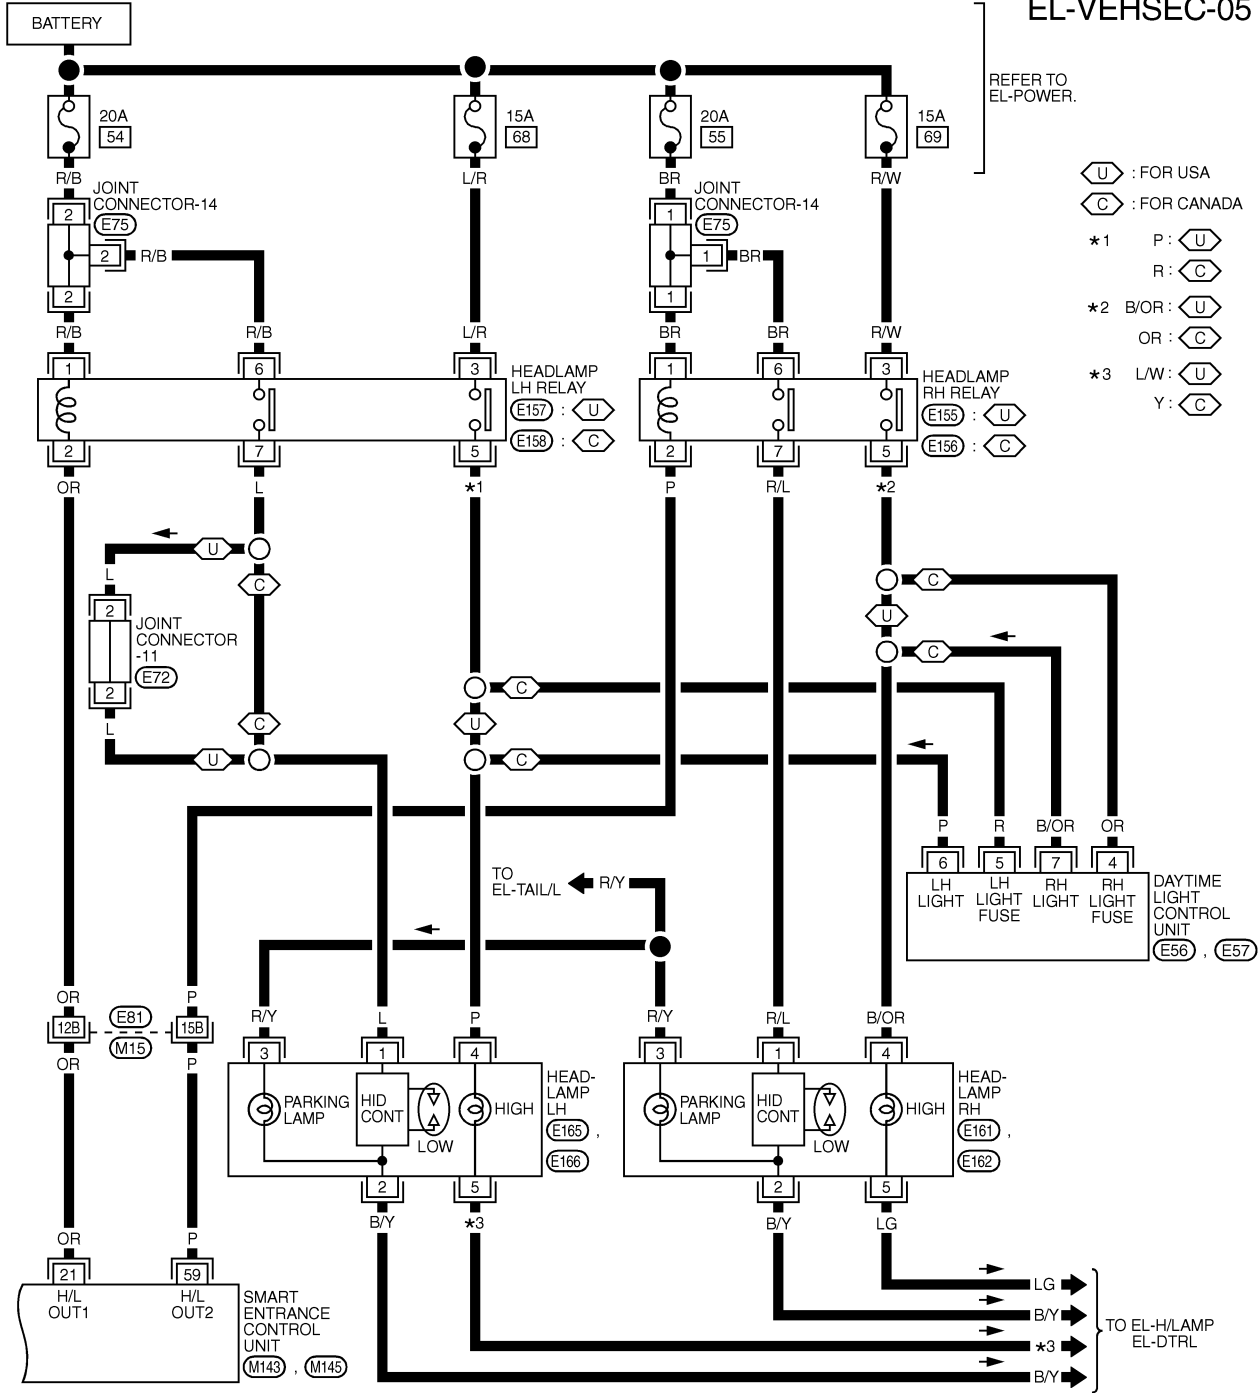 EL-VEHSEC-05
BATTERY
REFER TO
EL-POWER.
20A
54
15A
68
20A
55
15A
69
R/B
L/R
BR
R/W
JOINT
CONNECTOR-14
E75
2
2
R/B
2
JOINT
CONNECTOR-14
E75
1
1
BR
1
U : FOR USA
C : FOR CANADA
*1 P : U
R : C
*2 B/OR : U
OR : C
*3 L/W : U
Y : C
R/B
R/B
L/R
BR
BR
R/W
1
6
3
1
6
3
HEADLAMP
LH RELAY
E157 : U
E158 : C
HEADLAMP
RH RELAY
E155 : U
E156 : C
2
7
5
2
7
5
OR
L
*1
P
R/L
*2
U
C
L
2
JOINT
CONNECTOR
-11
E72
2
L
C
U
C
U
C
C
U
C
P
R
B/OR
OR
6
5
7
4
LH
LIGHT
LH
LIGHT
FUSE
RH
LIGHT
RH
LIGHT
FUSE
DAYTIME
LIGHT
CONTROL
UNIT
E56 , E57
TO
EL-TAIL/L
R/Y
OR
P
12B
E81
M15
15B
OR
P
R/Y
L
P
R/Y
R/L
B/OR
3
1
4
3
1
4
PARKING
LAMP
HID
CONT
LOW
HIGH
HEAD-
LAMP
LH
E165 ,
E166
PARKING
LAMP
HID
CONT
LOW
HIGH
HEAD-
LAMP
RH
E161 ,
E162
2
5
2
5
B/Y
*3
B/Y
LG
OR
P
21
59
H/L
OUT1
H/L
OUT2
SMART
ENTRANCE
CONTROL
UNIT
M143 , M145
LG
B/Y
*3
B/Y
TO EL-H/LAMP
EL-DTRL